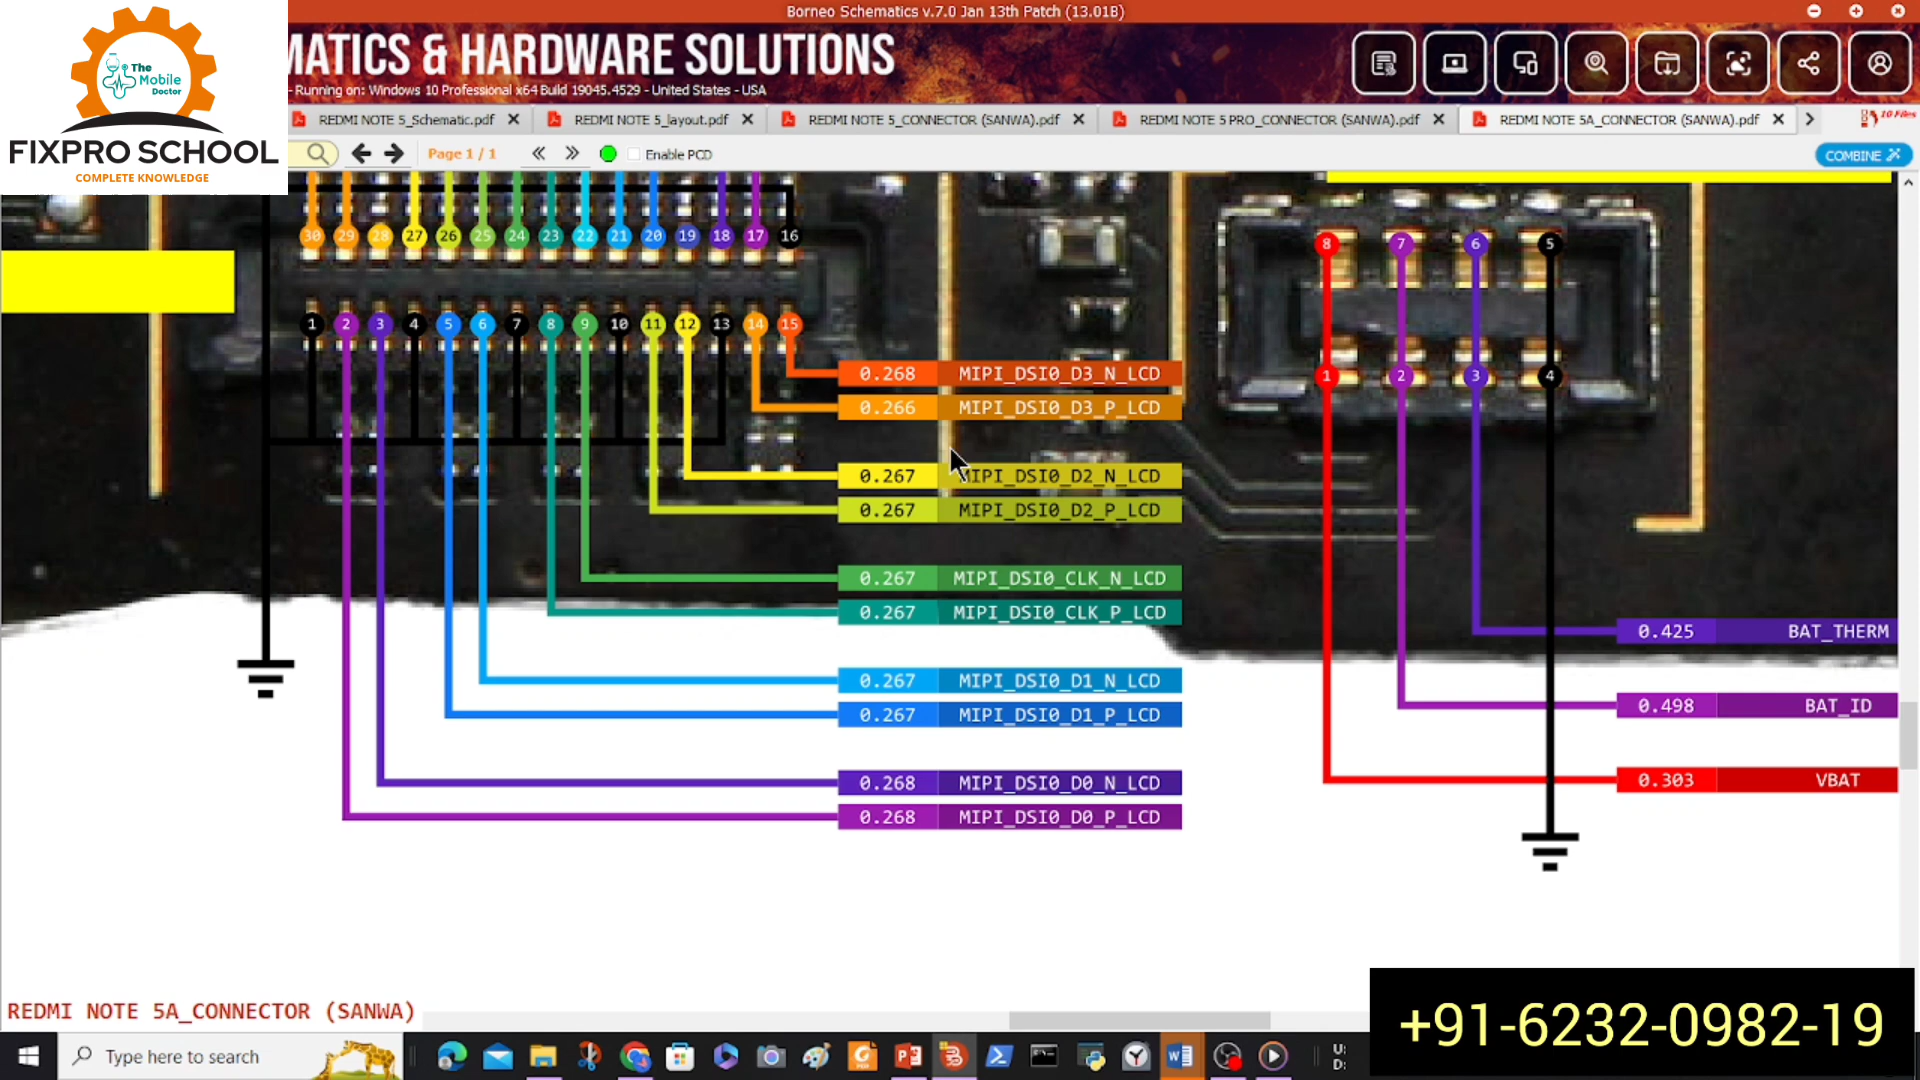 Borneo Schematics v.7.0 Jan 13th Patch (13.01B)
The
Mobile
Doctor
FIXPRO SCHOOL
COMPLETE KNOWLEDGE
MATICS & HARDWARE SOLUTIONS
- Running on: Windows 10 Professional x64 Build 19045.4529 - United States - USA
REDMI NOTE 5_Schematic.pdf
REDMI NOTE 5_layout.pdf
REDMI NOTE 5_CONNECTOR (SANWA).pdf
REDMI NOTE 5 PRO_CONNECTOR (SANWA).pdf
REDMI NOTE 5A_CONNECTOR (SANWA).pdf
10 Files
Page 1 / 1
Enable PCD
COMBINE
30 29 28 27 26 25 24 23 22 21 20 19 18 17 16
1 2 3 4 5 6 7 8 9 10 11 12 13 14 15
8 7 6 5
1 2 3 4
0.268 MIPI_DSI0_D3_N_LCD
0.266 MIPI_DSI0_D3_P_LCD
0.267 MIPI_DSI0_D2_N_LCD
0.267 MIPI_DSI0_D2_P_LCD
0.267 MIPI_DSI0_CLK_N_LCD
0.267 MIPI_DSI0_CLK_P_LCD
0.267 MIPI_DSI0_D1_N_LCD
0.267 MIPI_DSI0_D1_P_LCD
0.268 MIPI_DSI0_D0_N_LCD
0.268 MIPI_DSI0_D0_P_LCD
0.425 BAT_THERM
0.498 BAT_ID
0.303 VBAT
REDMI NOTE 5A_CONNECTOR (SANWA)
+91-6232-0982-19
Type here to search
U:
D: